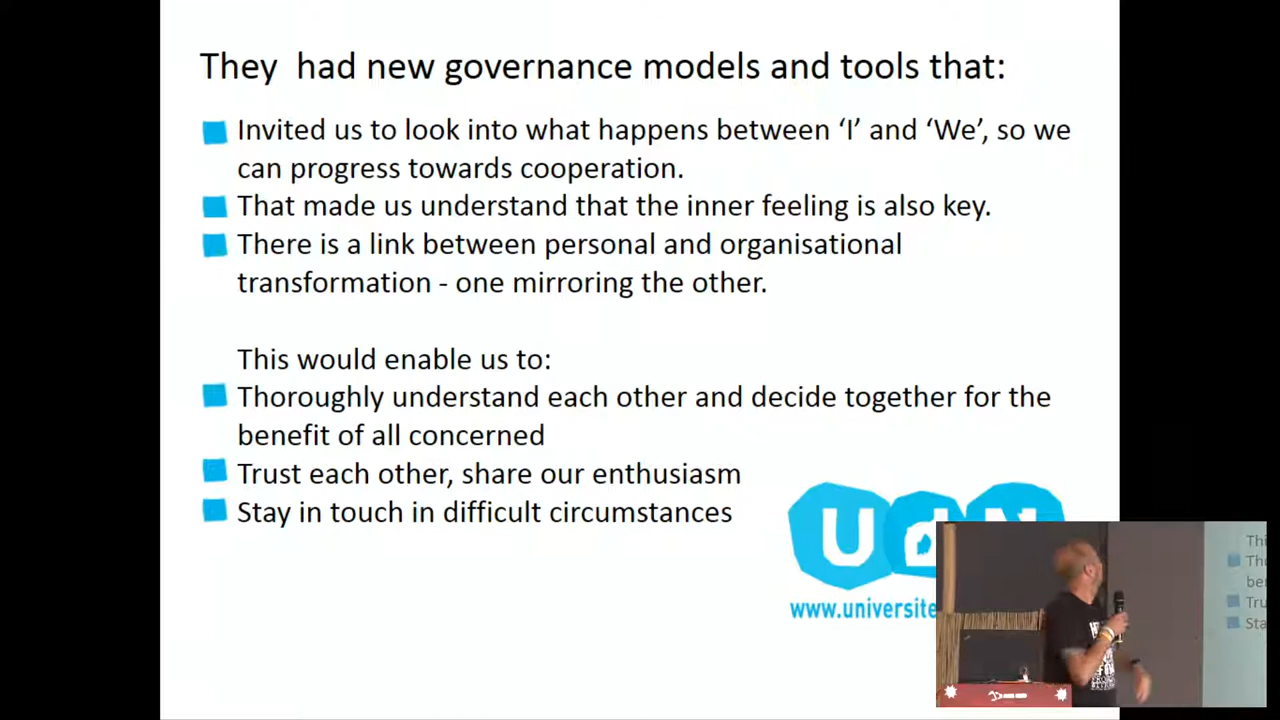 They had new governance models and tools that:
Invited us to look into what happens between ‘I’ and ‘We’, so we
can progress towards cooperation.
That made us understand that the inner feeling is also key.
There is a link between personal and organisational
transformation - one mirroring the other.
This would enable us to:
Thoroughly understand each other and decide together for the
benefit of all concerned
Trust each other, share our enthusiasm
Stay in touch in difficult circumstances
UdN
www.universite